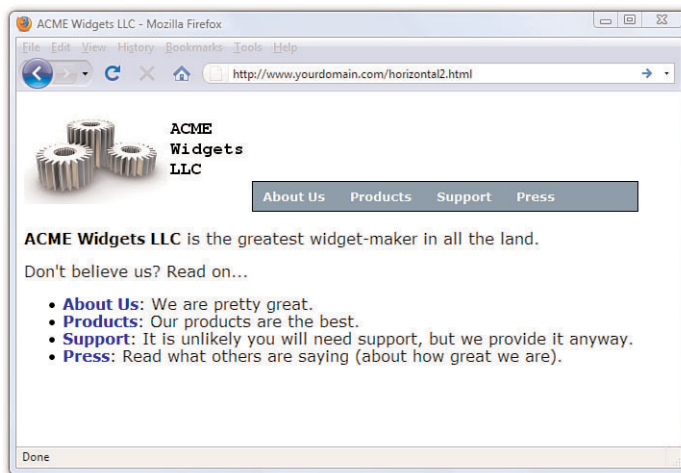 ACME Widgets LLC - Mozilla Firefox
File Edit View History Bookmarks Tools Help
http://www.yourdomain.com/horizontal2.html
ACME
Widgets
LLC
About Us Products Support Press
ACME Widgets LLC is the greatest widget-maker in all the land.
Don't believe us? Read on...
• About Us: We are pretty great.
• Products: Our products are the best.
• Support: It is unlikely you will need support, but we provide it anyway.
• Press: Read what others are saying (about how great we are).
Done